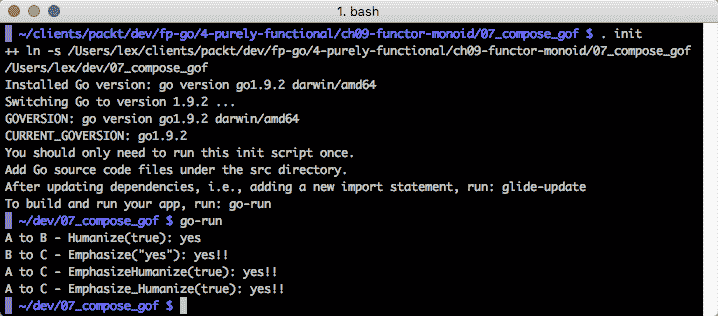 1. bash
~/clients/packt/dev/fp-go/4-purely-functional/ch09-functor-monoid/07_compose_gof $ . init
++ ln -s /Users/lex/clients/packt/dev/fp-go/4-purely-functional/ch09-functor-monoid/07_compose_gof
/Users/lex/dev/07_compose_gof
Installed Go version: go version go1.9.2 darwin/amd64
Switching Go to version 1.9.2 ...
GOVERSION: go version go1.9.2 darwin/amd64
CURRENT_GOVERSION: go1.9.2
You should only need to run this init script once.
Add Go source code files under the src directory.
After updating dependencies, i.e., adding a new import statement, run: glide-update
To build and run your app, run: go-run
~/dev/07_compose_gof $ go-run
A to B - Humanize(true): yes
B to C - Emphasize("yes"): yes!!
A to C - EmphasizeHumanize(true): yes!!
A to C - Emphasize_Humanize(true): yes!!
~/dev/07_compose_gof $